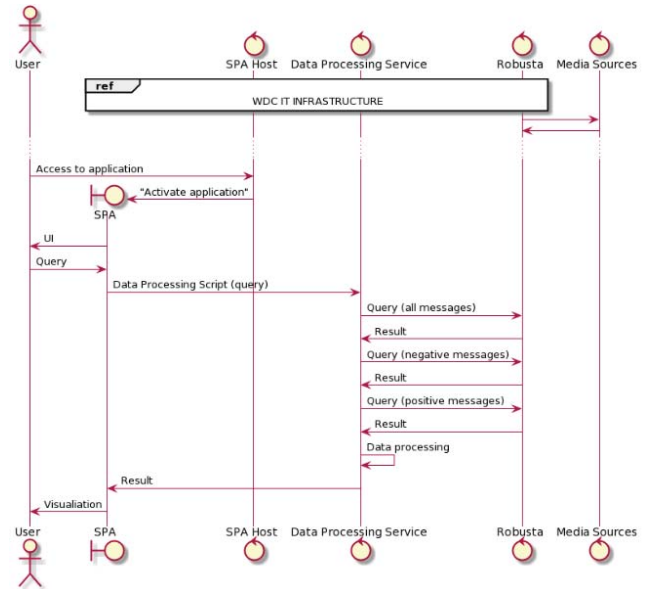 User SPA Host Data Processing Service Robusta Media Sources
ref
WDC IT INFRASTRUCTURE
Access to application
"Activate application"
SPA
UI
Query
Data Processing Script (query)
Query (all messages)
Result
Query (negative messages)
Result
Query (positive messages)
Result
Data processing
Result
Visualiation
User SPA SPA Host Data Processing Service Robusta Media Sources